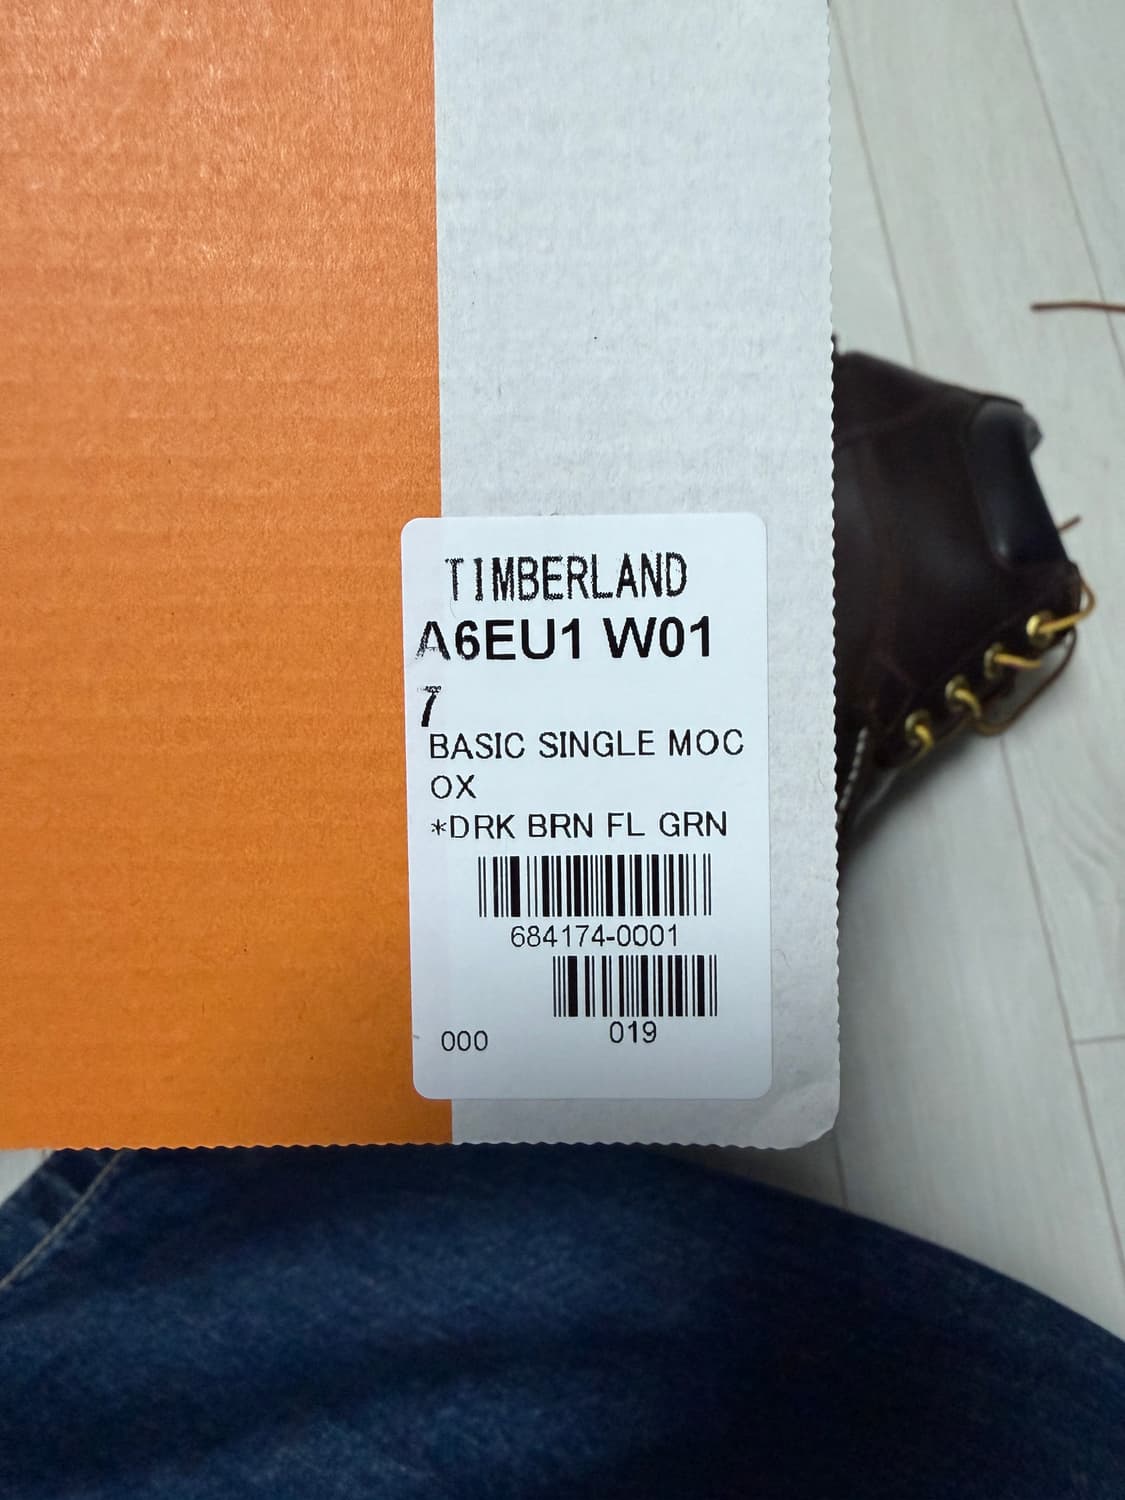 TIMBERLAND
A6EU1 W01
7
BASIC SINGLE MOC
OX
*DRK BRN FL GRN
684174-0001
019
000